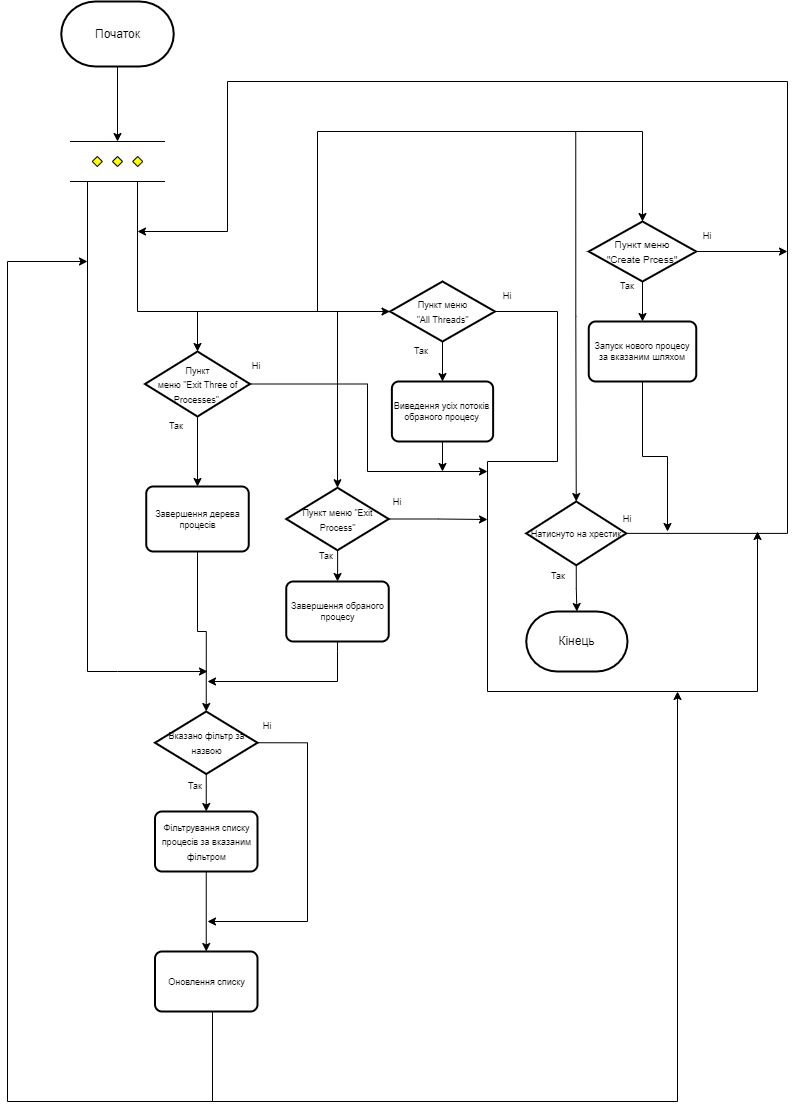 Початок
Пункт меню
"Create Prcess"
Ні
Так
Запуск нового процесу
за вказаним шляхом
Пункт меню
"All Threads"
Ні
Так
Виведення усіх потоків
обраного процесу
Пункт
меню "Exit Three of
Processes"
Ні
Так
Завершення дерева
процесів
Пункт меню "Exit
Process"
Ні
Так
Завершення обраного
процесу
Натиснуто на хрестик
Ні
Так
Кінець
Вказано фільтр за
назвою
Ні
Так
Фільтрування списку
процесів за вказаним
фільтром
Оновлення списку